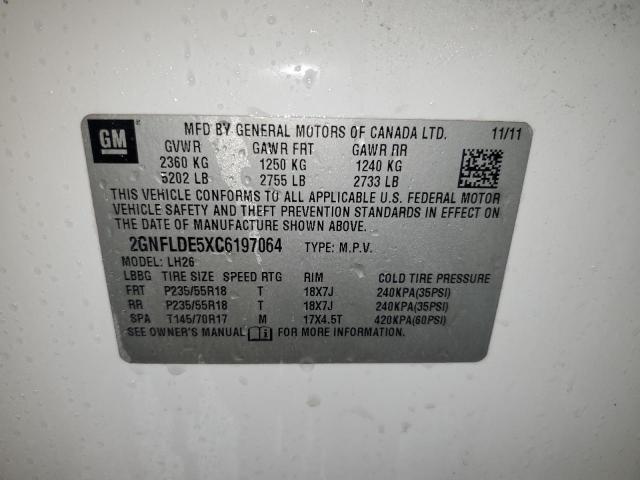 GM MFD BY GENERAL MOTORS OF CANADA LTD. 11/11
GVWR GAWR FRT GAWR RR
2360 KG 1250 KG 1240 KG
5202 LB 2755 LB 2733 LB
THIS VEHICLE CONFORMS TO ALL APPLICABLE U.S. FEDERAL MOTOR
VEHICLE SAFETY AND THEFT PREVENTION STANDARDS IN EFFECT ON
THE DATE OF MANUFACTURE SHOWN ABOVE.
2GNFLDE5XC6197064 TYPE: M.P.V.
MODEL: LH26
LBBG TIRE SIZE SPEED RTG RIM COLD TIRE PRESSURE
FRT P235/55R18 T 18X7J 240KPA(35PSI)
RR P235/55R18 T 18X7J 240KPA(35PSI)
SPA T145/70R17 M 17X4.5T 420KPA(60PSI)
SEE OWNER'S MANUAL FOR MORE INFORMATION.